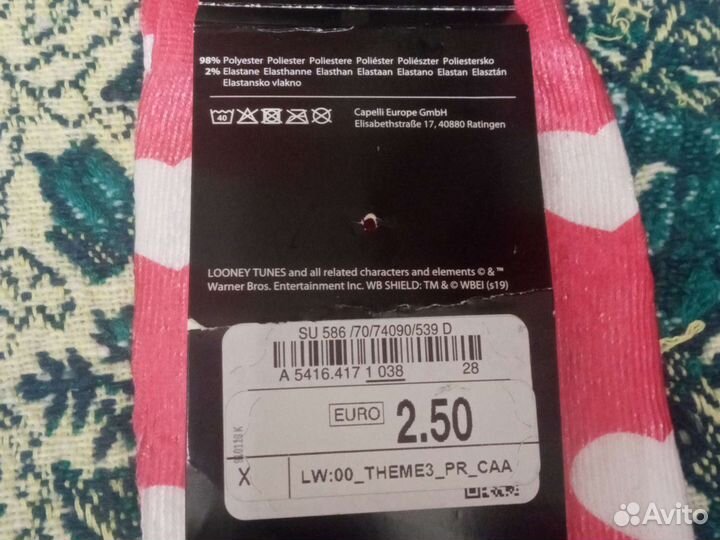 98% Polyester Poliester Poliestere Poliéster Poliészter Poliestersko
2% Elastane Elasthanne Elasthan Elastaan Elastano Elastan Elasztán
Elastansko vlakno
40
Capelli Europe GmbH
Elisabethstraße 17, 40880 Ratingen
LOONEY TUNES and all related characters and elements © & ™
Warner Bros. Entertainment Inc. WB SHIELD: TM & © WBEI (s19)
SU 586 /70/74090/539 D
A 5416.417 1 038 28
EURO 2.50
X LW:00_THEME3_PR_CAA
Avito